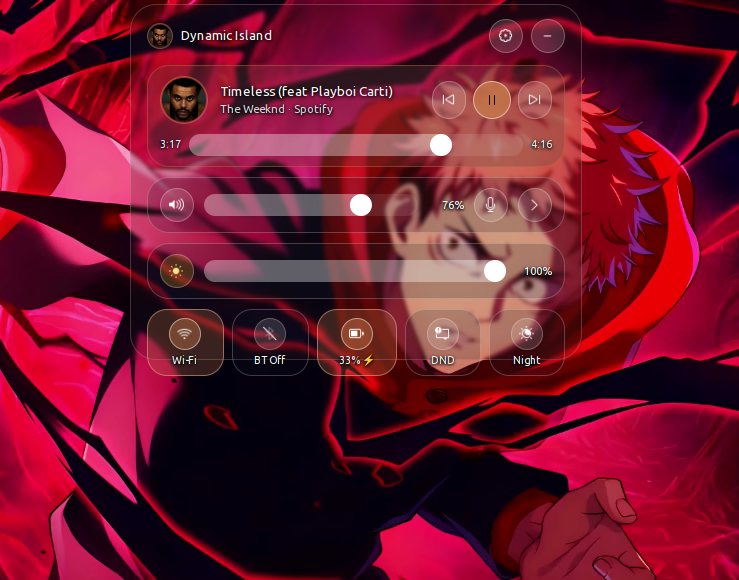 Dynamic Island
Timeless (feat Playboi Carti)
The Weeknd · Spotify
3:17
4:16
76%
100%
Wi-Fi
BT Off
33%⚡
DND
Night